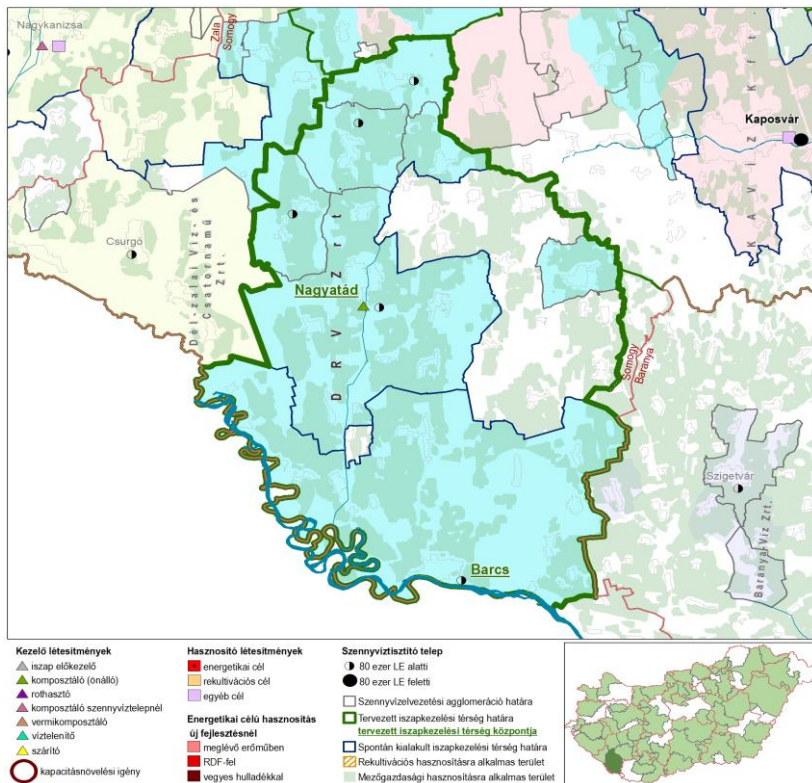 Nagykanizsa
Zala
Somogy
Kaposvár
K A V Í Z K f t .
Csurgó
Dél-zalai Víz- és
Csatornamű
Zrt.
Nagyatád
D R V Z r t .
Somogy
Baranya
Szigetvár
Baranya-Víz Zrt.
Barcs
Kezelő létesítmények
iszap előkezelő
komposztáló (önálló)
rothasztó
komposztáló szennyvíztelepnél
vermikomposztáló
víztelenítő
szárító
kapacitásnövelési igény
Hasznosító létesítmények
energetikai cél
rekultivációs cél
egyéb cél
Energetikai célú hasznosítás
új fejlesztésnél
meglévő erőműben
RDF-fel
vegyes hulladékkal
Szennyvíztisztító telep
80 ezer LE alatti
80 ezer LE feletti
Szennyvízelvezetési agglomeráció határa
Tervezett iszapkezelési térség határa
tervezett iszapkezelési térség központja
Spontán kialakult iszapkezelési térség határa
Rekultivációs hasznosításra alkalmas terület
Mezőgazdasági hasznosításra alkalmas terület